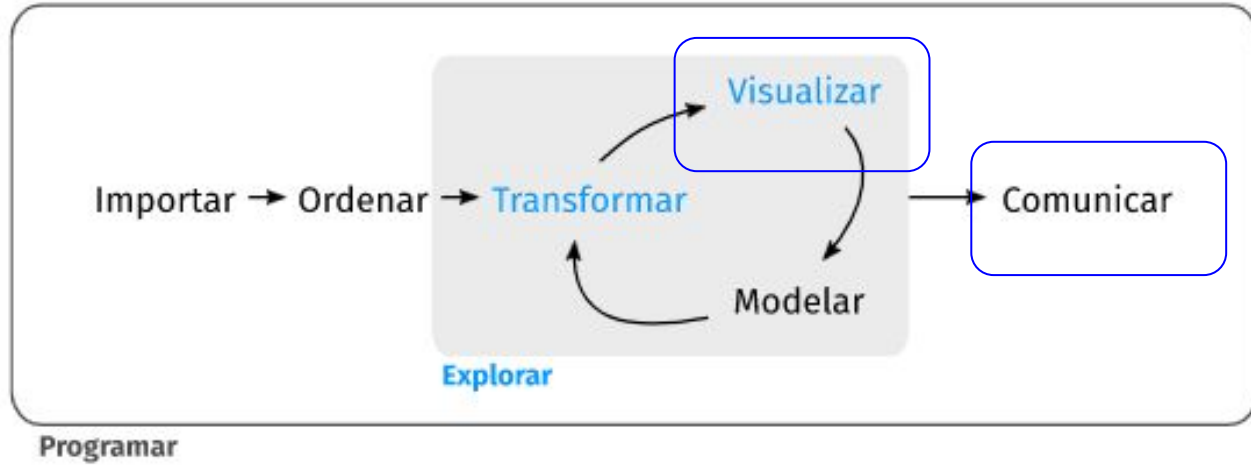 Visualizar
Importar → Ordenar → Transformar → Comunicar
Modelar
Explorar
Programar